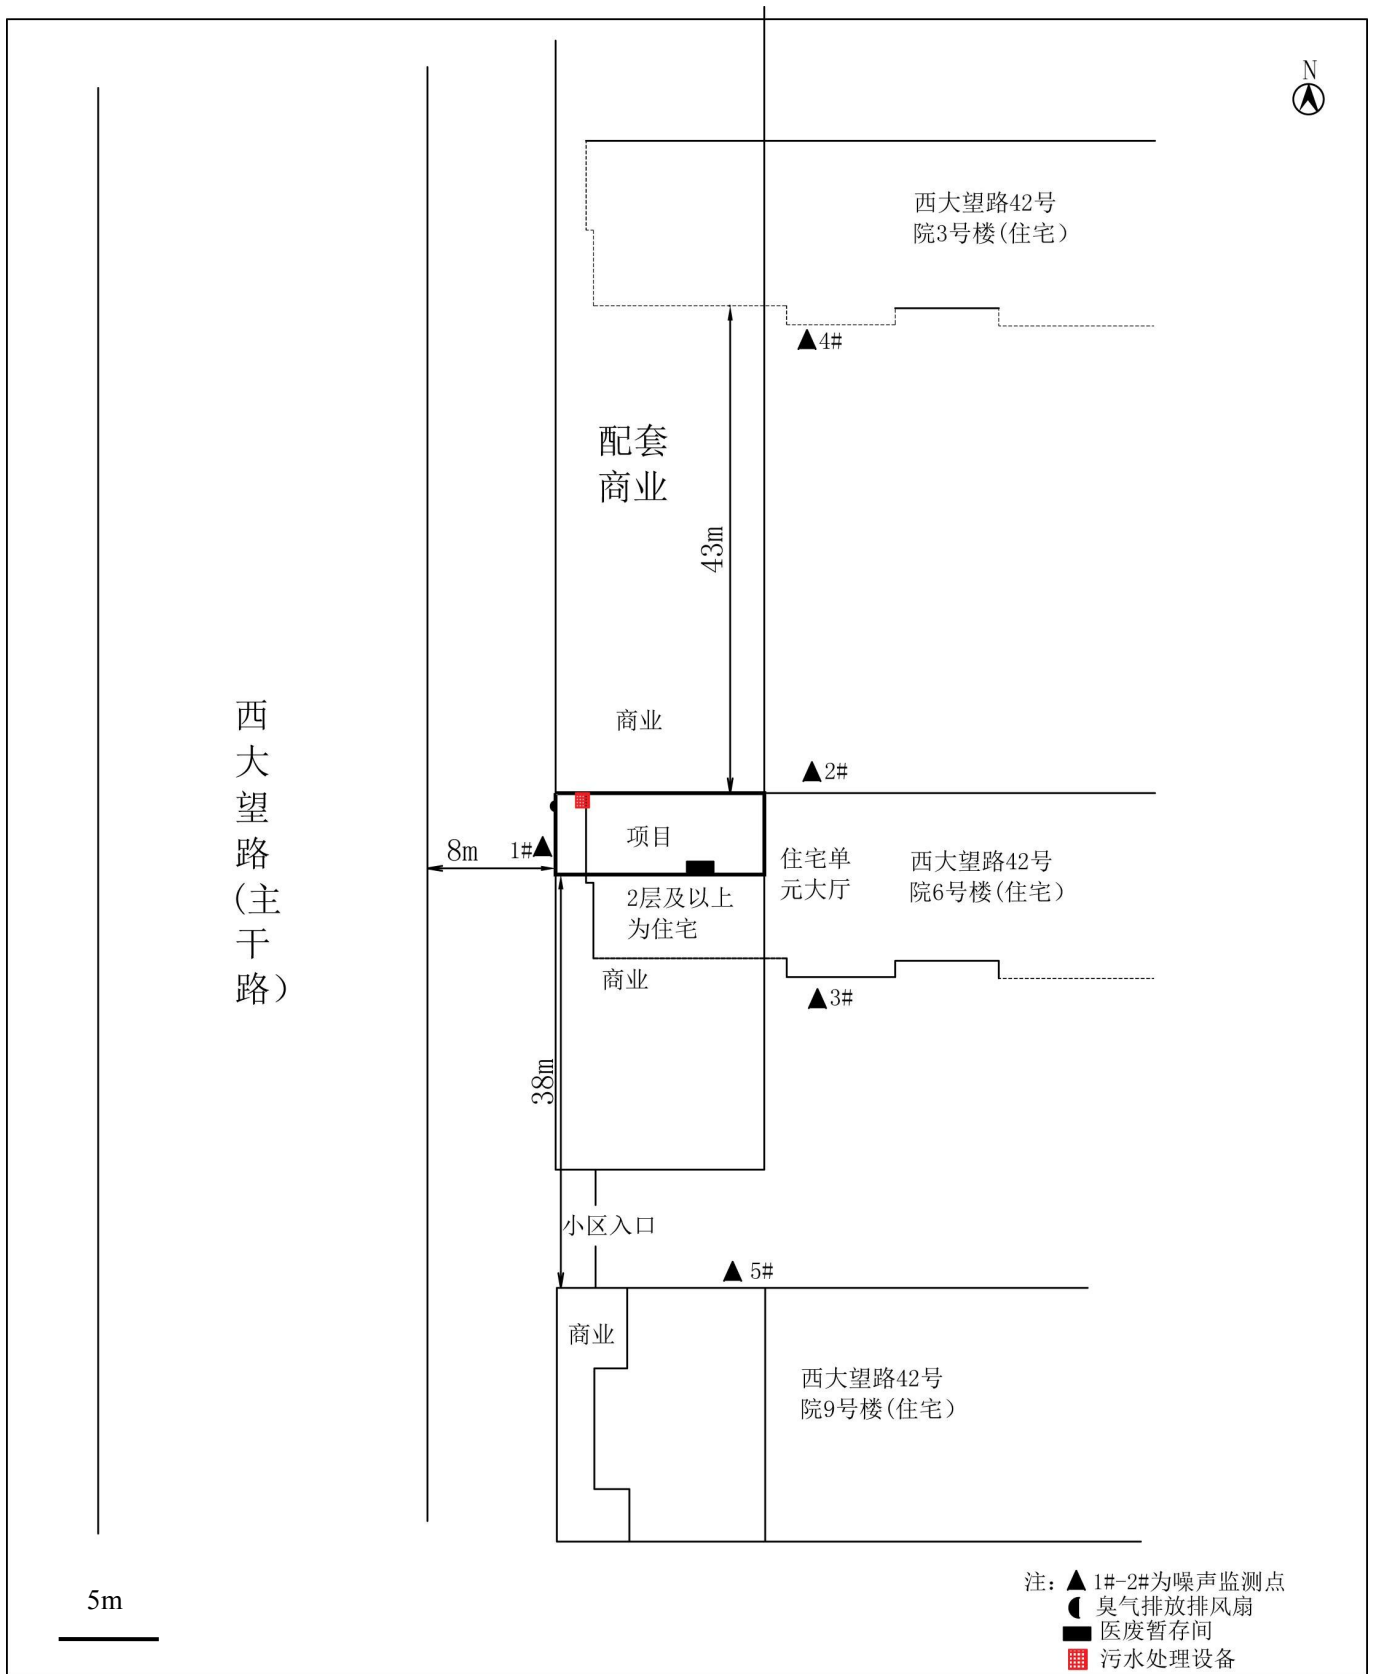 N
西大望路42号
院3号楼(住宅）
4#
配套
商业
43m
商业
西大望路(主干路）
2#
项目
1#
8m
住宅单
元大厅
西大望路42号
院6号楼(住宅）
2层及以上
为住宅
商业
3#
38m
小区入口
5#
商业
西大望路42号
院9号楼(住宅）
5m
注: 1#-2#为噪声监测点
臭气排放排风扇
医废暂存间
污水处理设备